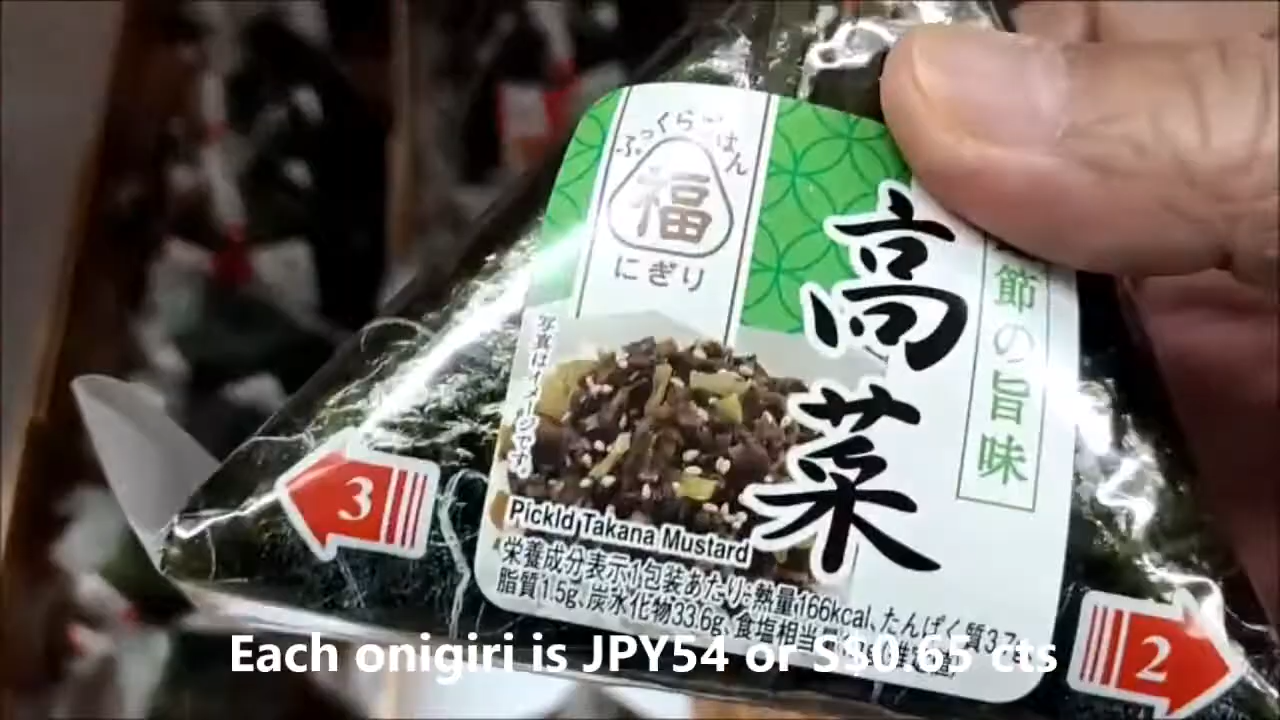 ふっくらごはん
福
にぎり
高菜
節の旨味
写真はイメージです。
Pickld Takana Mustard
栄養成分表示1包装あたり:熱量166kcal、たんぱく質3.7g、
脂質1.5g、炭水化物33.6g、食塩相当
3
2
Each onigiri is JPY54 or S$0.65 cts